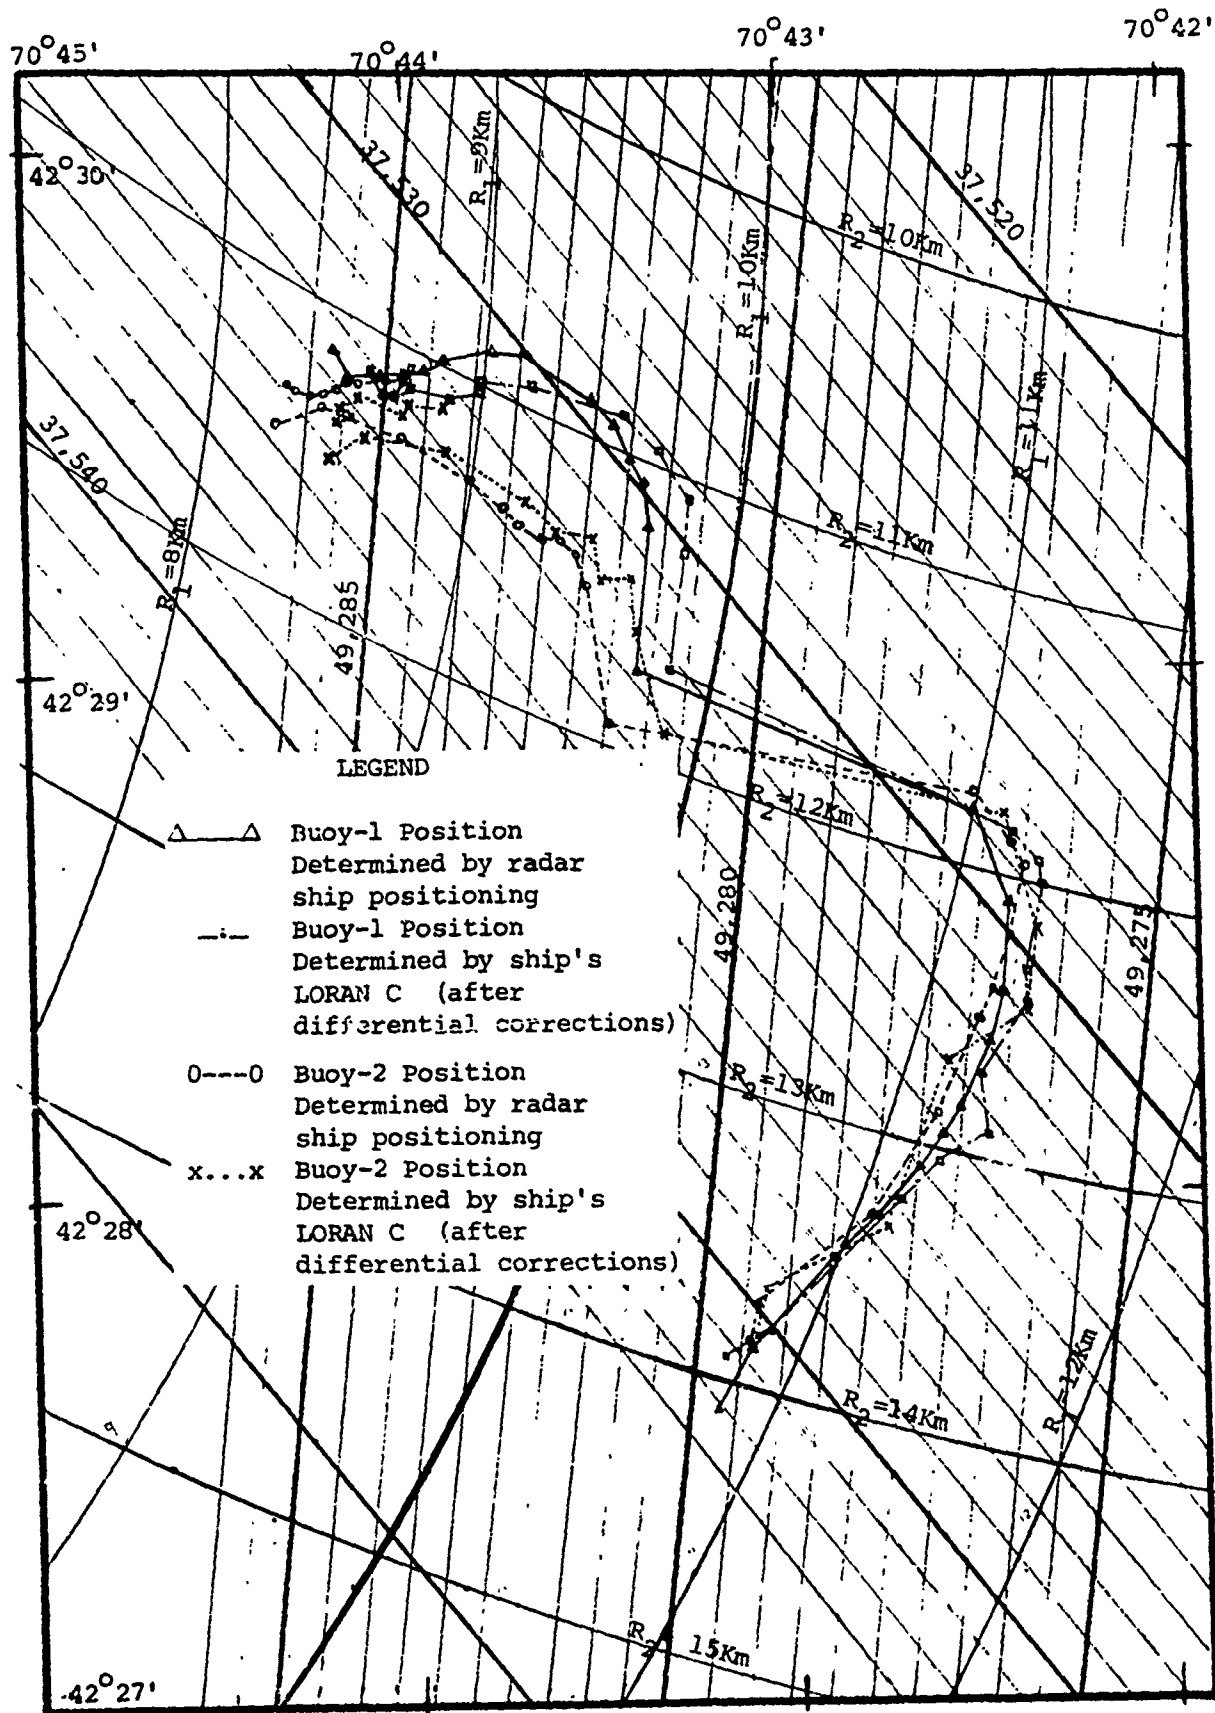 70°45'
70°44'
70°43'
70°42'
42°30'
37,530
R1=9Km
37,520
R2=10Km
R1=10Km
R1=11Km
37,540
R1=8Km
R2=11Km
49,285
42°29'
LEGEND
R2=12Km
Buoy-1 Position
Determined by radar
ship positioning
Buoy-1 Position
Determined by ship's
LORAN C (after
differential corrections)
0---0 Buoy-2 Position
Determined by radar
ship positioning
x...x Buoy-2 Position
Determined by ship's
LORAN C (after
differential corrections)
49,280
49,275
R2=13Km
42°28'
R1=12Km
R2=14Km
R2 15Km
42°27'